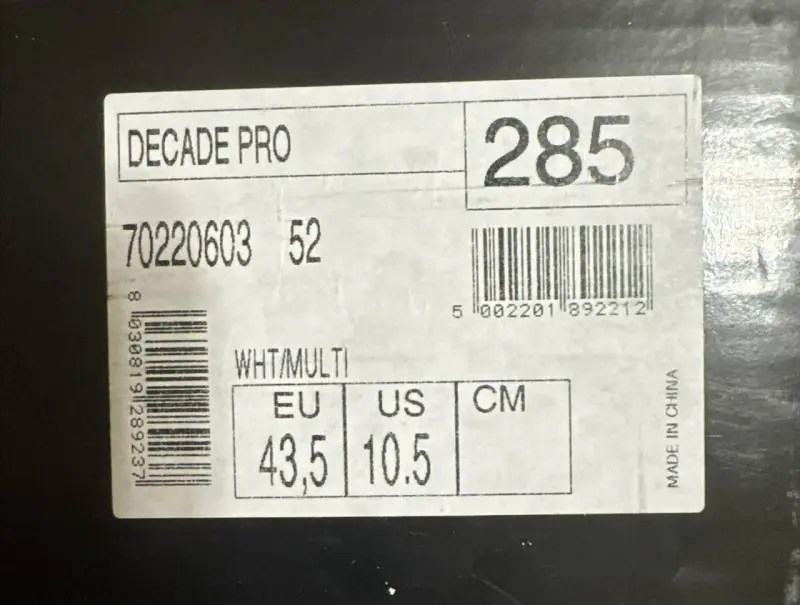 DECADE PRO
285
70220603 52
5 002201 892212
8 030819 289237
WHT/MULTI
EU US CM
43,5 10.5
MADE IN CHINA